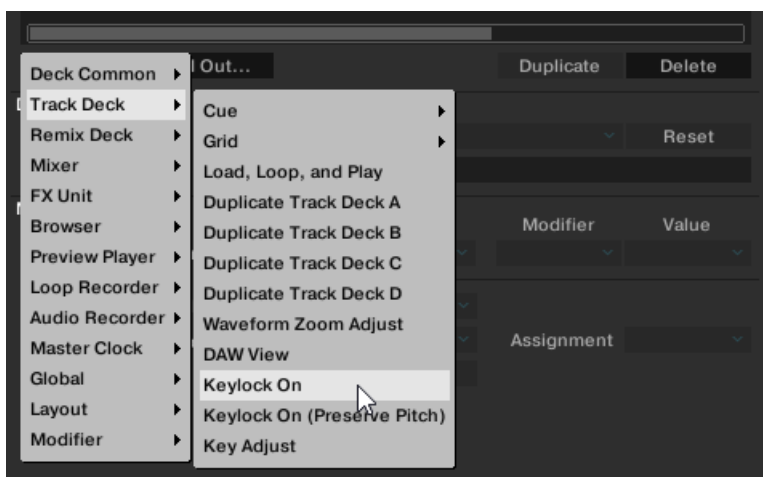 l Out...
Duplicate
Delete
Deck Common
Track Deck
Remix Deck
Mixer
FX Unit
Browser
Preview Player
Loop Recorder
Audio Recorder
Master Clock
Global
Layout
Modifier
Cue
Grid
Load, Loop, and Play
Duplicate Track Deck A
Duplicate Track Deck B
Duplicate Track Deck C
Duplicate Track Deck D
Waveform Zoom Adjust
DAW View
Keylock On
Keylock On (Preserve Pitch)
Key Adjust
Reset
Modifier
Value
Assignment